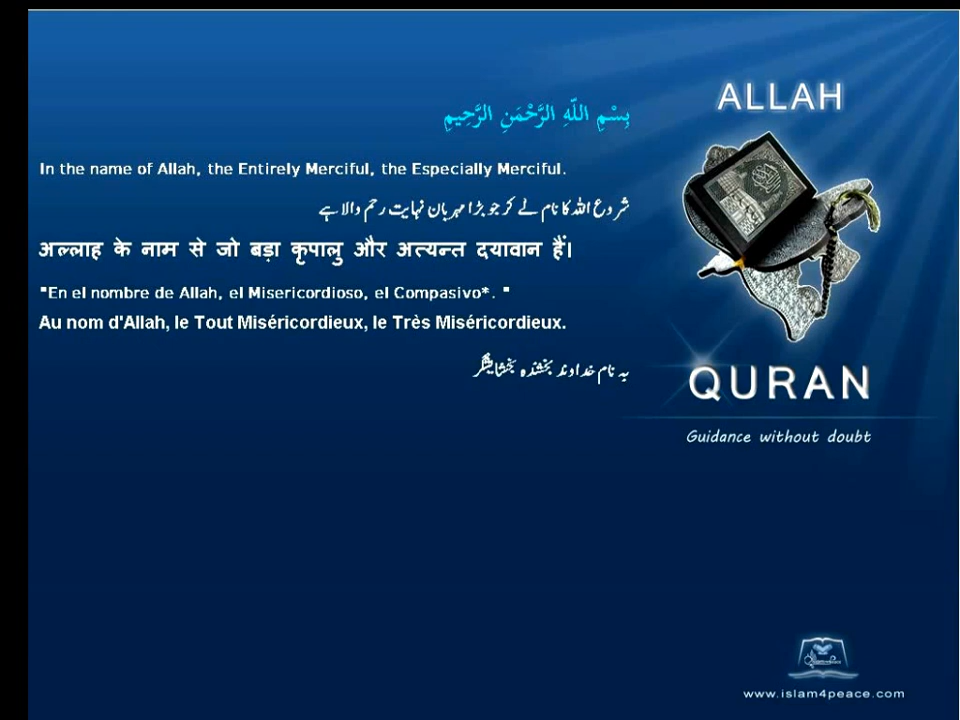 بِسْمِ اللّهِ الرَّحْمَنِ الرَّحِيمِ
In the name of Allah, the Entirely Merciful, the Especially Merciful.
شروع الله کا نام لے کر جو بڑا مہربان نہایت رحم والا ہے
अल्लाह के नाम से जो बड़ा कृपालु और अत्यन्त दयावान हैं।
"En el nombre de Allah, el Misericordioso, el Compasivo*. "
Au nom d'Allah, le Tout Miséricordieux, le Très Miséricordieux.
به نام خداوند بخشنده بخشایشگر
ALLAH
QURAN
Guidance without doubt
www.islam4peace.com